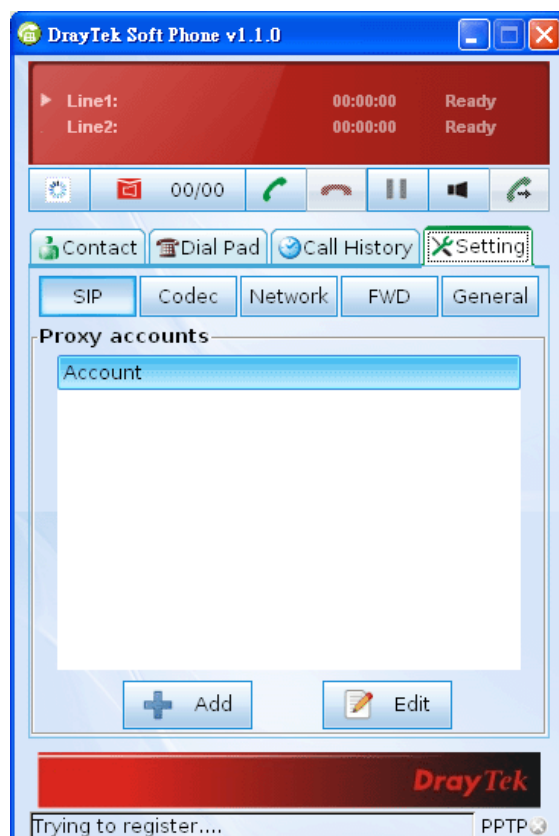 DrayTek Soft Phone v1.1.0
Line1: 00:00:00 Ready
Line2: 00:00:00 Ready
00/00
Contact Dial Pad Call History Setting
SIP Codec Network FWD General
Proxy accounts
Account
Add Edit
DrayTek
Trying to register.... PPTP